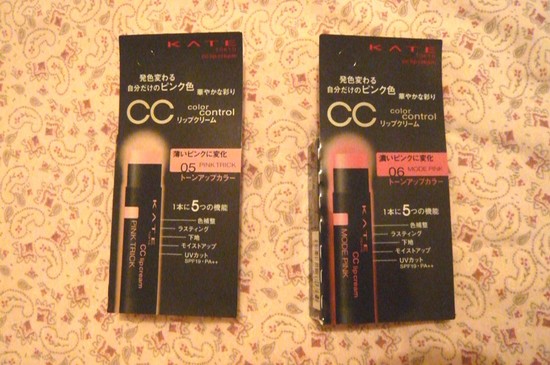 KATE
TOKYO
発色変わる
自分だけのピンク色 華やかな彩り
CC color control
リップクリーム
薄いピンクに変化
05 PINK TRICK
トーンアップカラー
1本に5つの機能
色補整
ラスティング
下地
モイストアップ
UVカット
SPF19・PA++
KATE
CC lip cream
PINK TRICK
KATE
TOKYO
発色変わる
自分だけのピンク色 華やかな彩り
CC color control
リップクリーム
濃いピンクに変化
06 MODE PINK
トーンアップカラー
1本に5つの機能
色補整
ラスティング
下地
モイストアップ
UVカット
SPF19・PA++
KATE
CC lip cream
MODE PINK